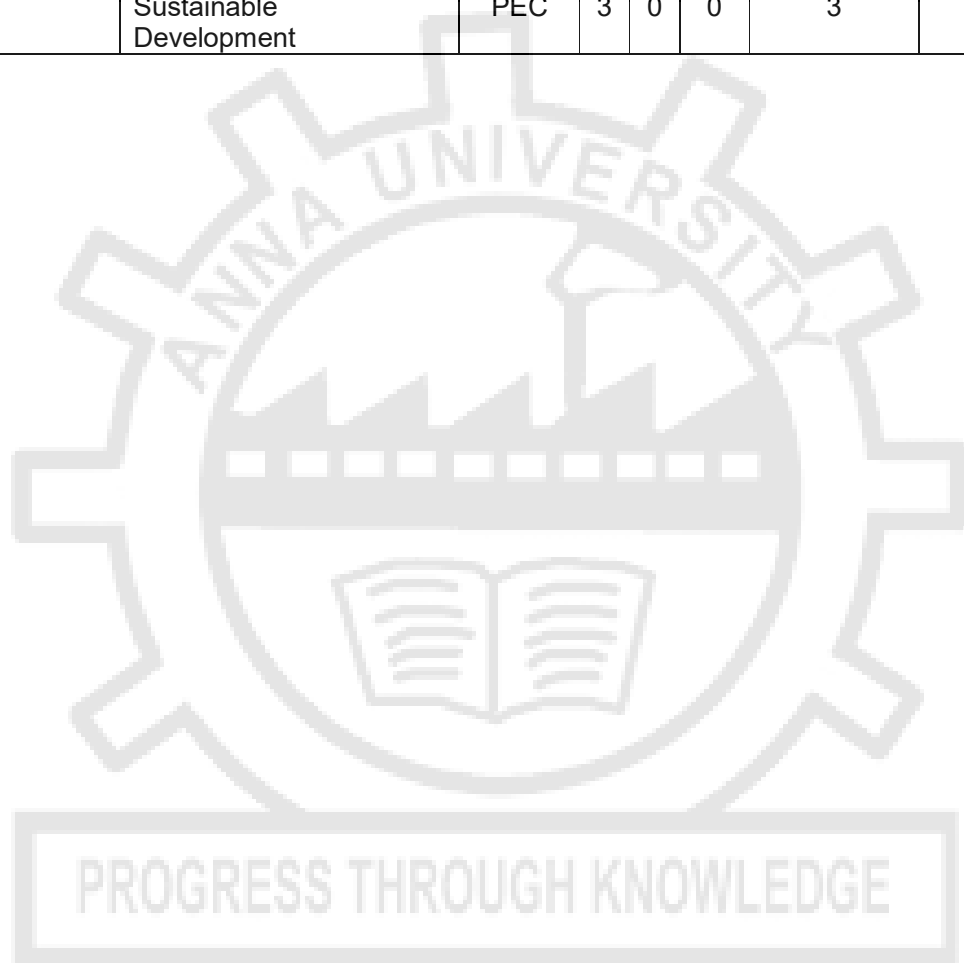 Sustainable PEC 3 0 0 3
Development
ANNA UNIVERSITY
PROGRESS THROUGH KNOWLEDGE